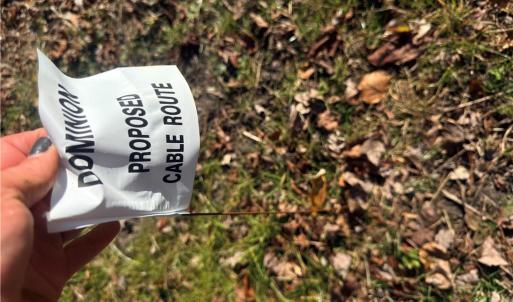 DOMINION
PROPOSED
CABLE ROUTE